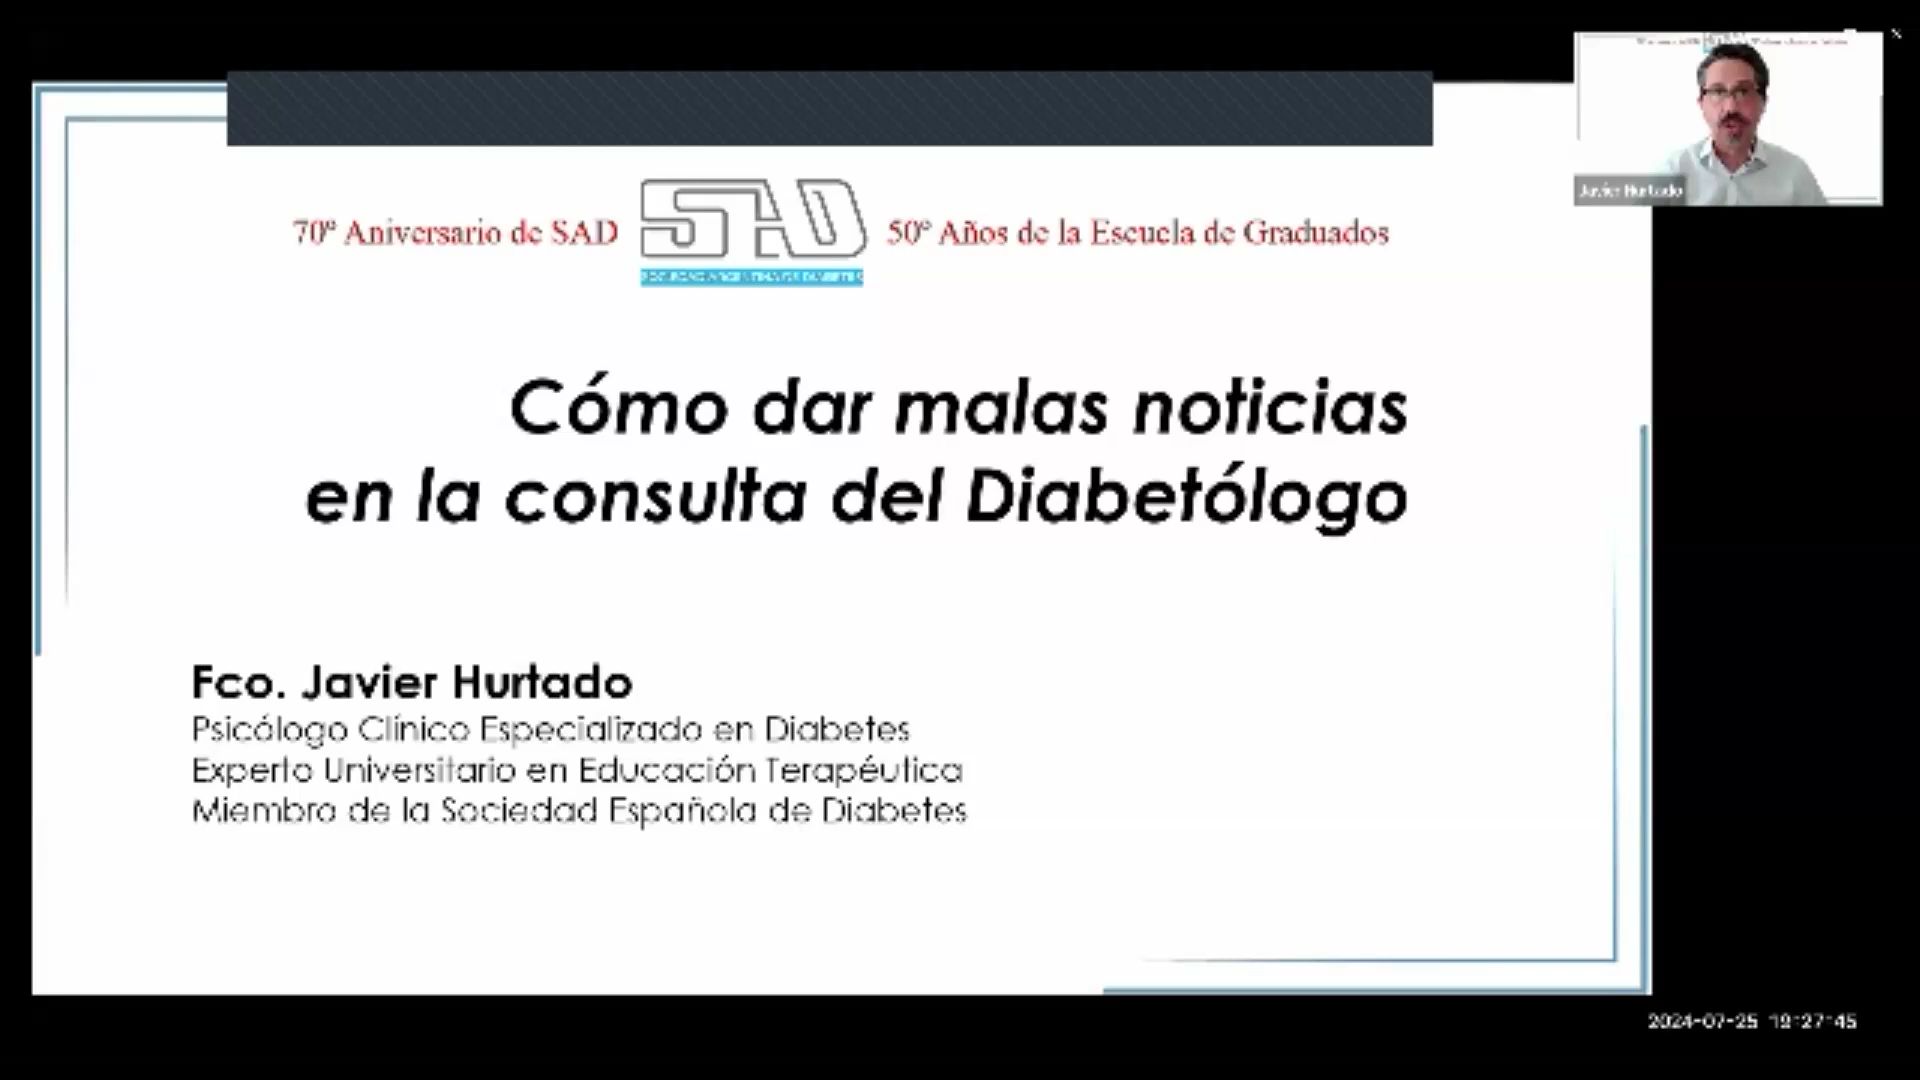 70º Aniversario de SAD
SAD
50º Años de la Escuela de Graduados
SOCIEDAD ARGENTINA DE DIABETES
Cómo dar malas noticias
en la consulta del Diabetólogo
Fco. Javier Hurtado
Psicólogo Clínico Especializado en Diabetes
Experto Universitario en Educación Terapéutica
Miembro de la Sociedad Española de Diabetes
Javier Hurtado
2024-07-25 19:27:45